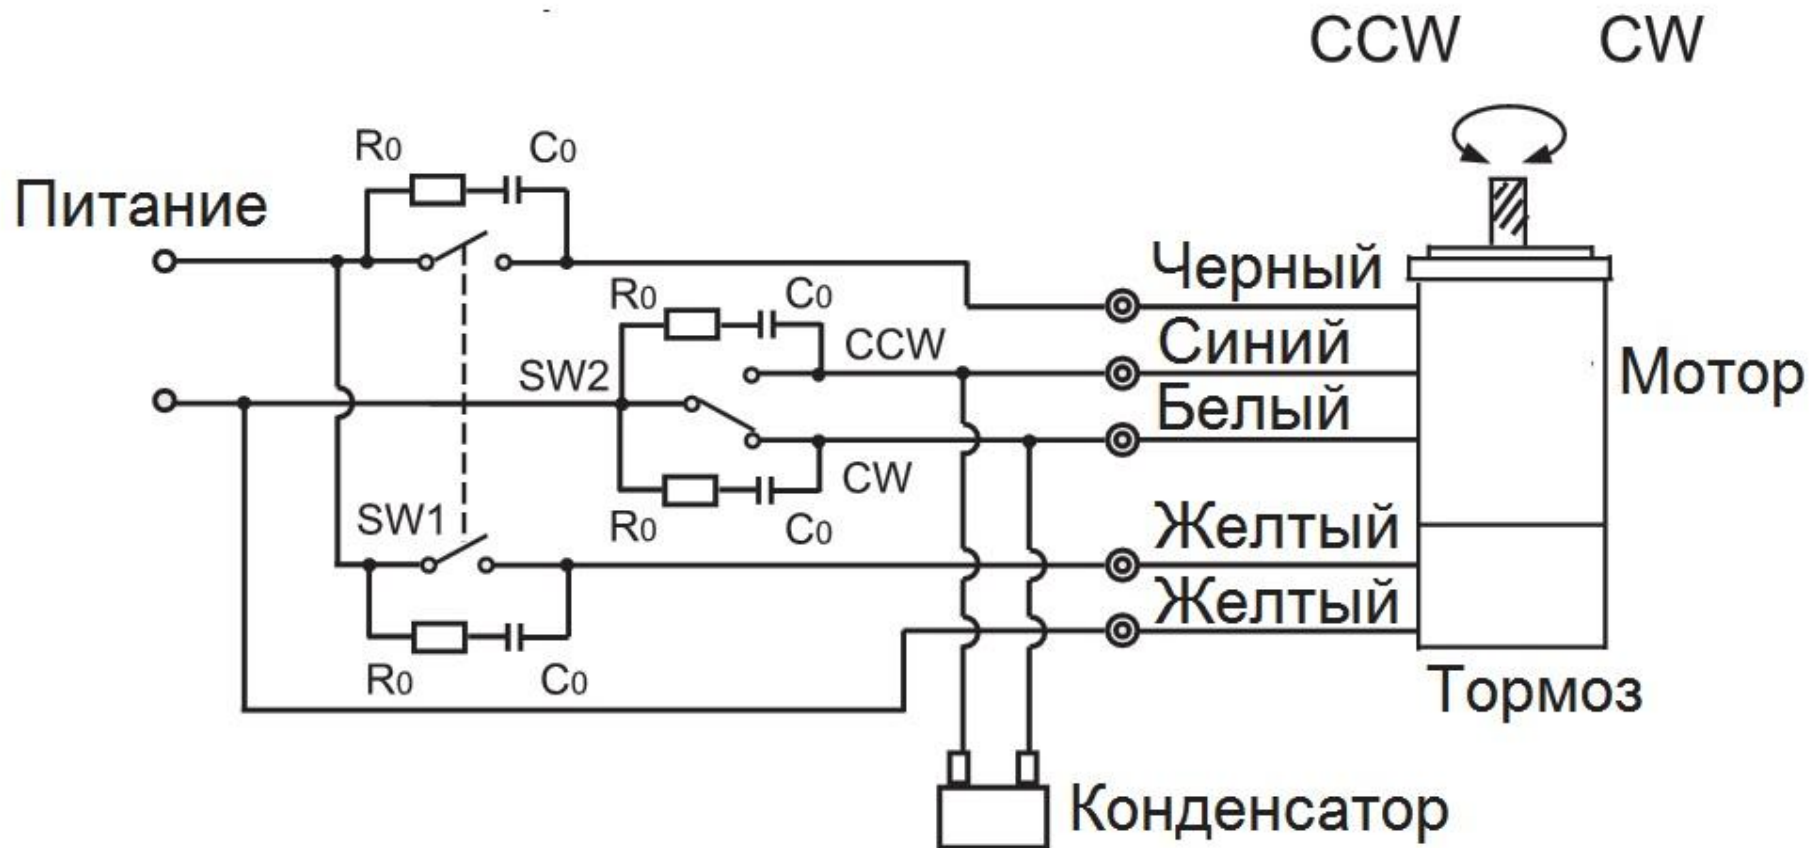 CCW CW
R0 C0
Питание
R0 C0
Черный
CCW
Синий
SW2
Мотор
Белый
CW
SW1
R0 C0
Желтый
Желтый
R0 C0
Тормоз
Конденсатор